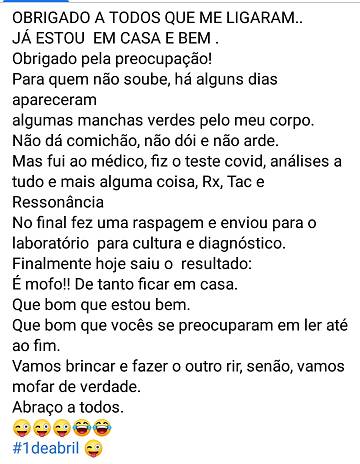 OBRIGADO A TODOS QUE ME LIGARAM..
JÁ ESTOU EM CASA E BEM .
Obrigado pela preocupação!
Para quem não soube, há alguns dias
apareceram
algumas manchas verdes pelo meu corpo.
Não dá comichão, não dói e não arde.
Mas fui ao médico, fiz o teste covid, análises a
tudo e mais alguma coisa, Rx, Tac e
Ressonância
No final fez uma raspagem e enviou para o
laboratório para cultura e diagnóstico.
Finalmente hoje saiu o resultado:
É mofo!! De tanto ficar em casa.
Que bom que estou bem.
Que bom que vocês se preocuparam em ler até
ao fim.
Vamos brincar e fazer o outro rir, senão, vamos
mofar de verdade.
Abraço a todos.
😜😜😜😂😂
#1deabril 😜